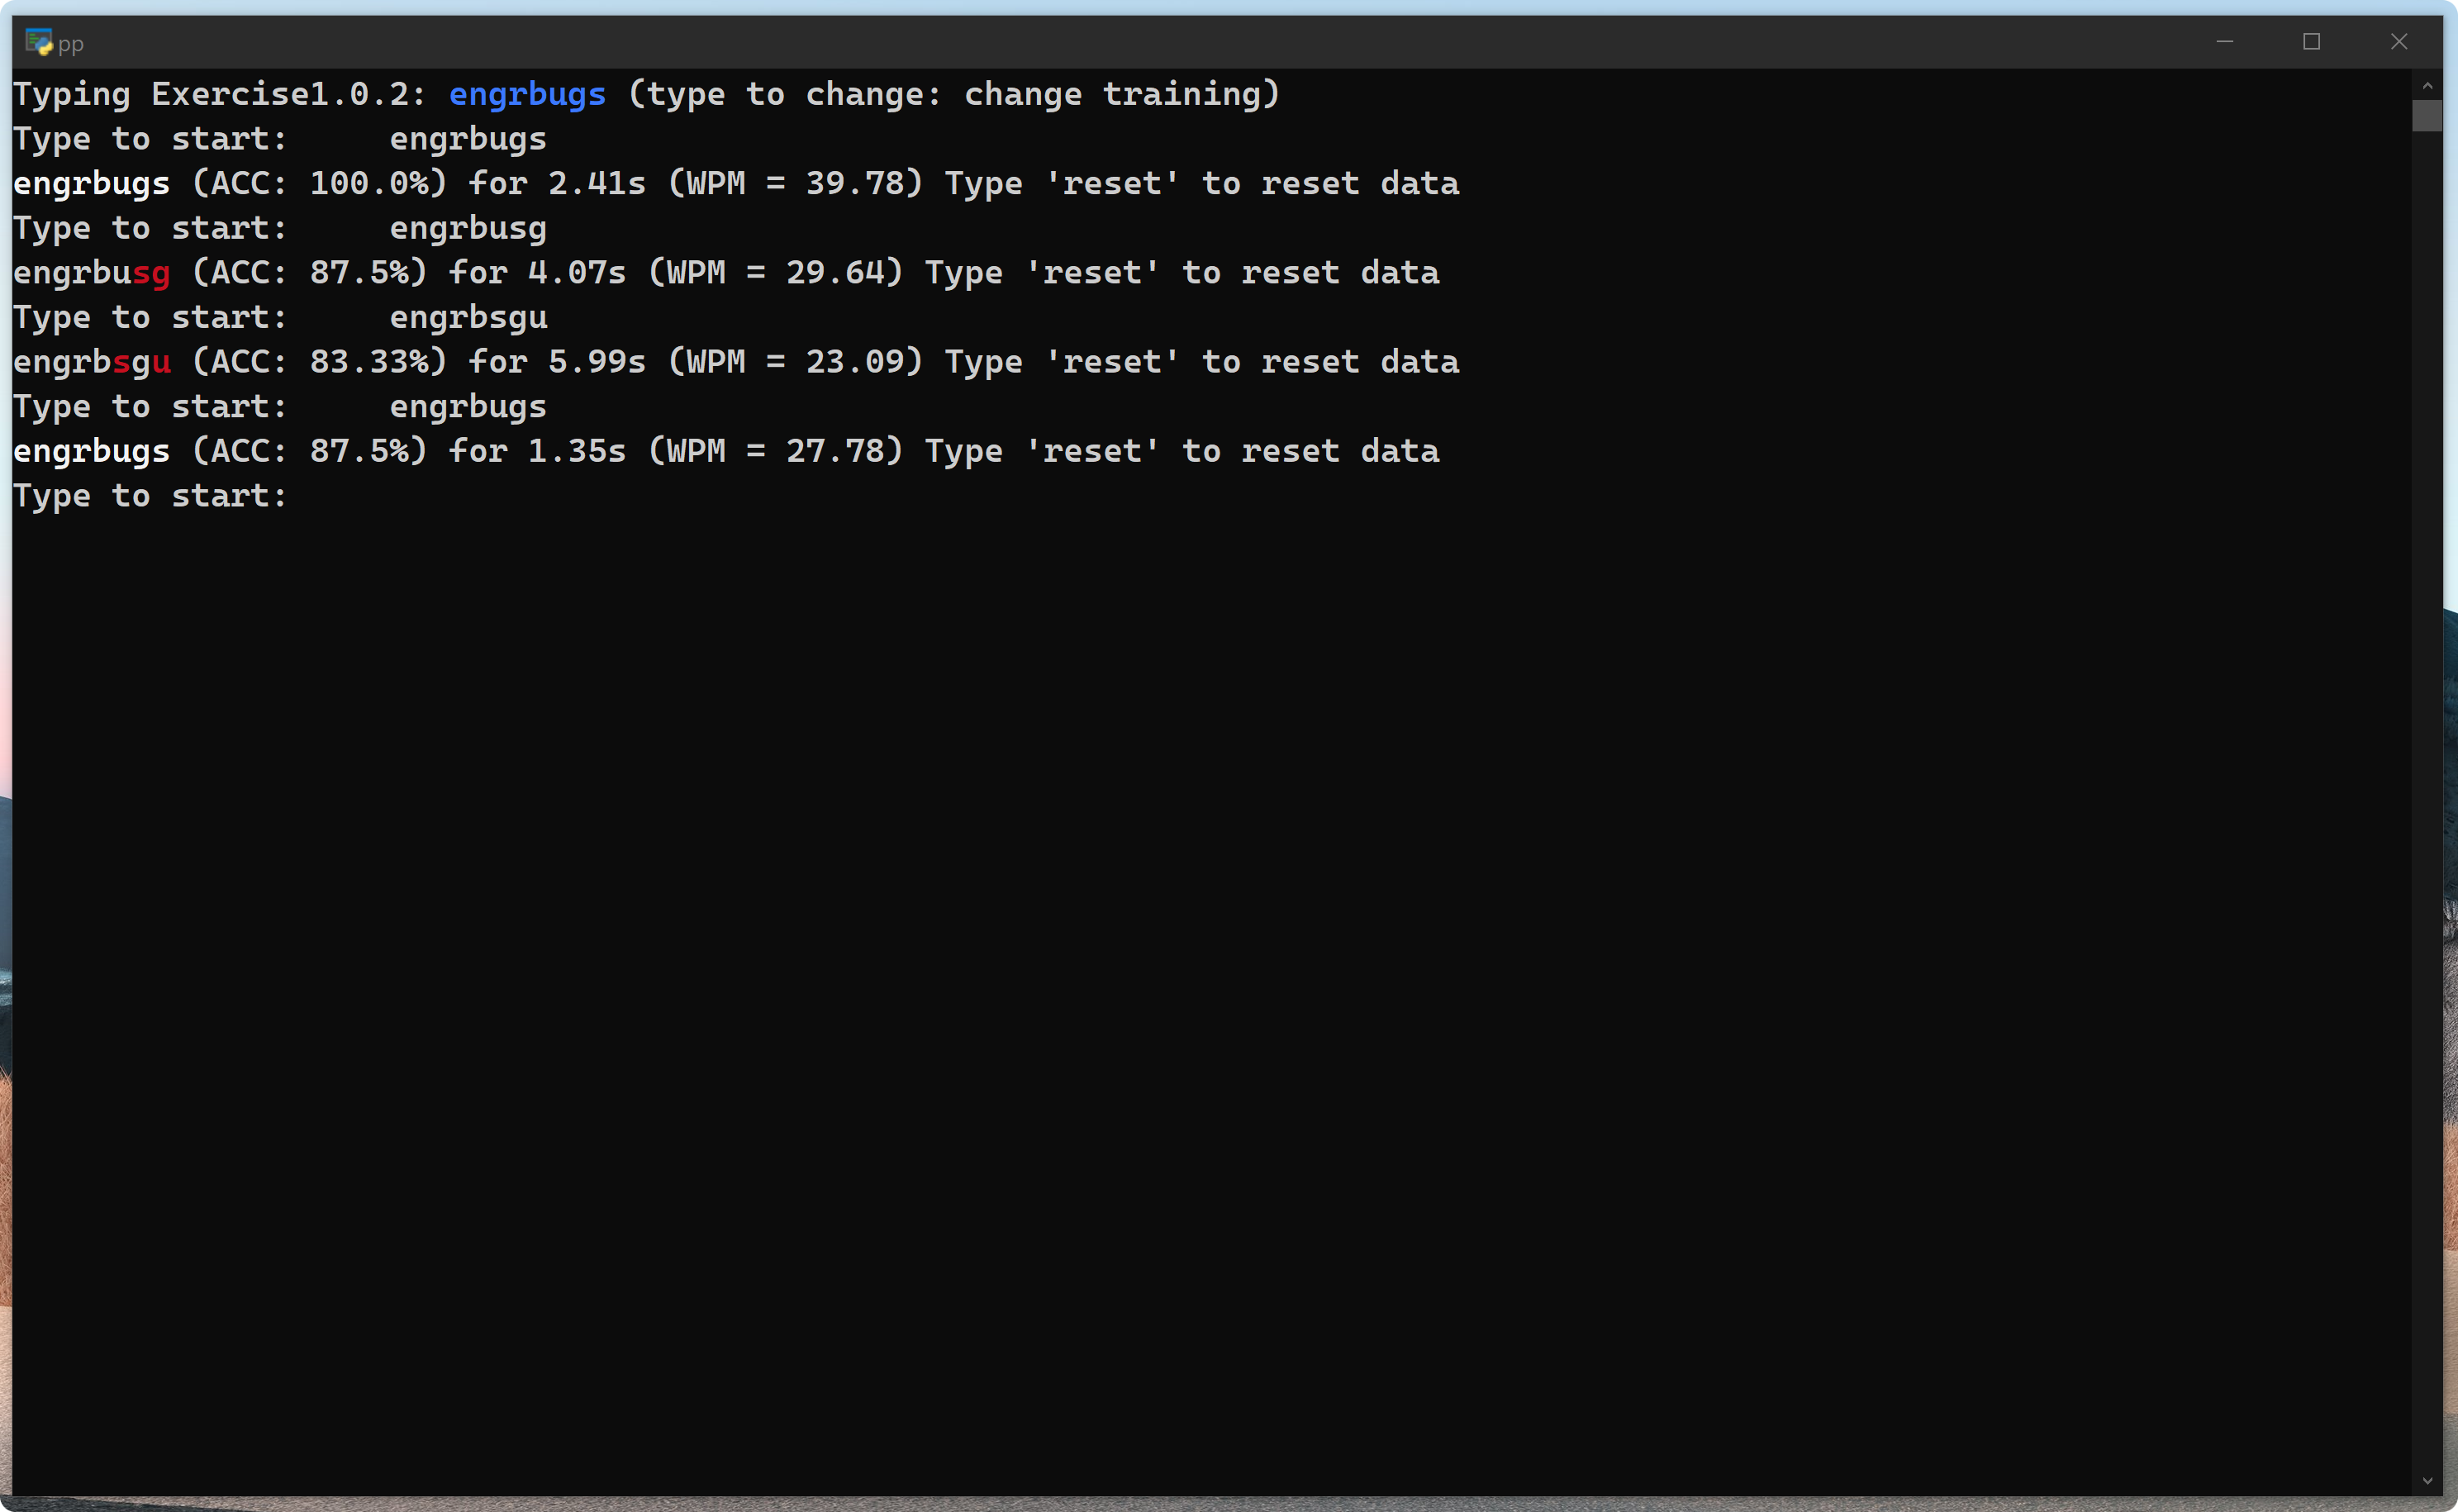 pp
Typing Exercise1.0.2: engrbugs (type to change: change training)
Type to start:     engrbugs
engrbugs (ACC: 100.0%) for 2.41s (WPM = 39.78) Type 'reset' to reset data
Type to start:     engrbusg
engrbusg (ACC: 87.5%) for 4.07s (WPM = 29.64) Type 'reset' to reset data
Type to start:     engrbsgu
engrbsgu (ACC: 83.33%) for 5.99s (WPM = 23.09) Type 'reset' to reset data
Type to start:     engrbugs
engrbugs (ACC: 87.5%) for 1.35s (WPM = 27.78) Type 'reset' to reset data
Type to start: